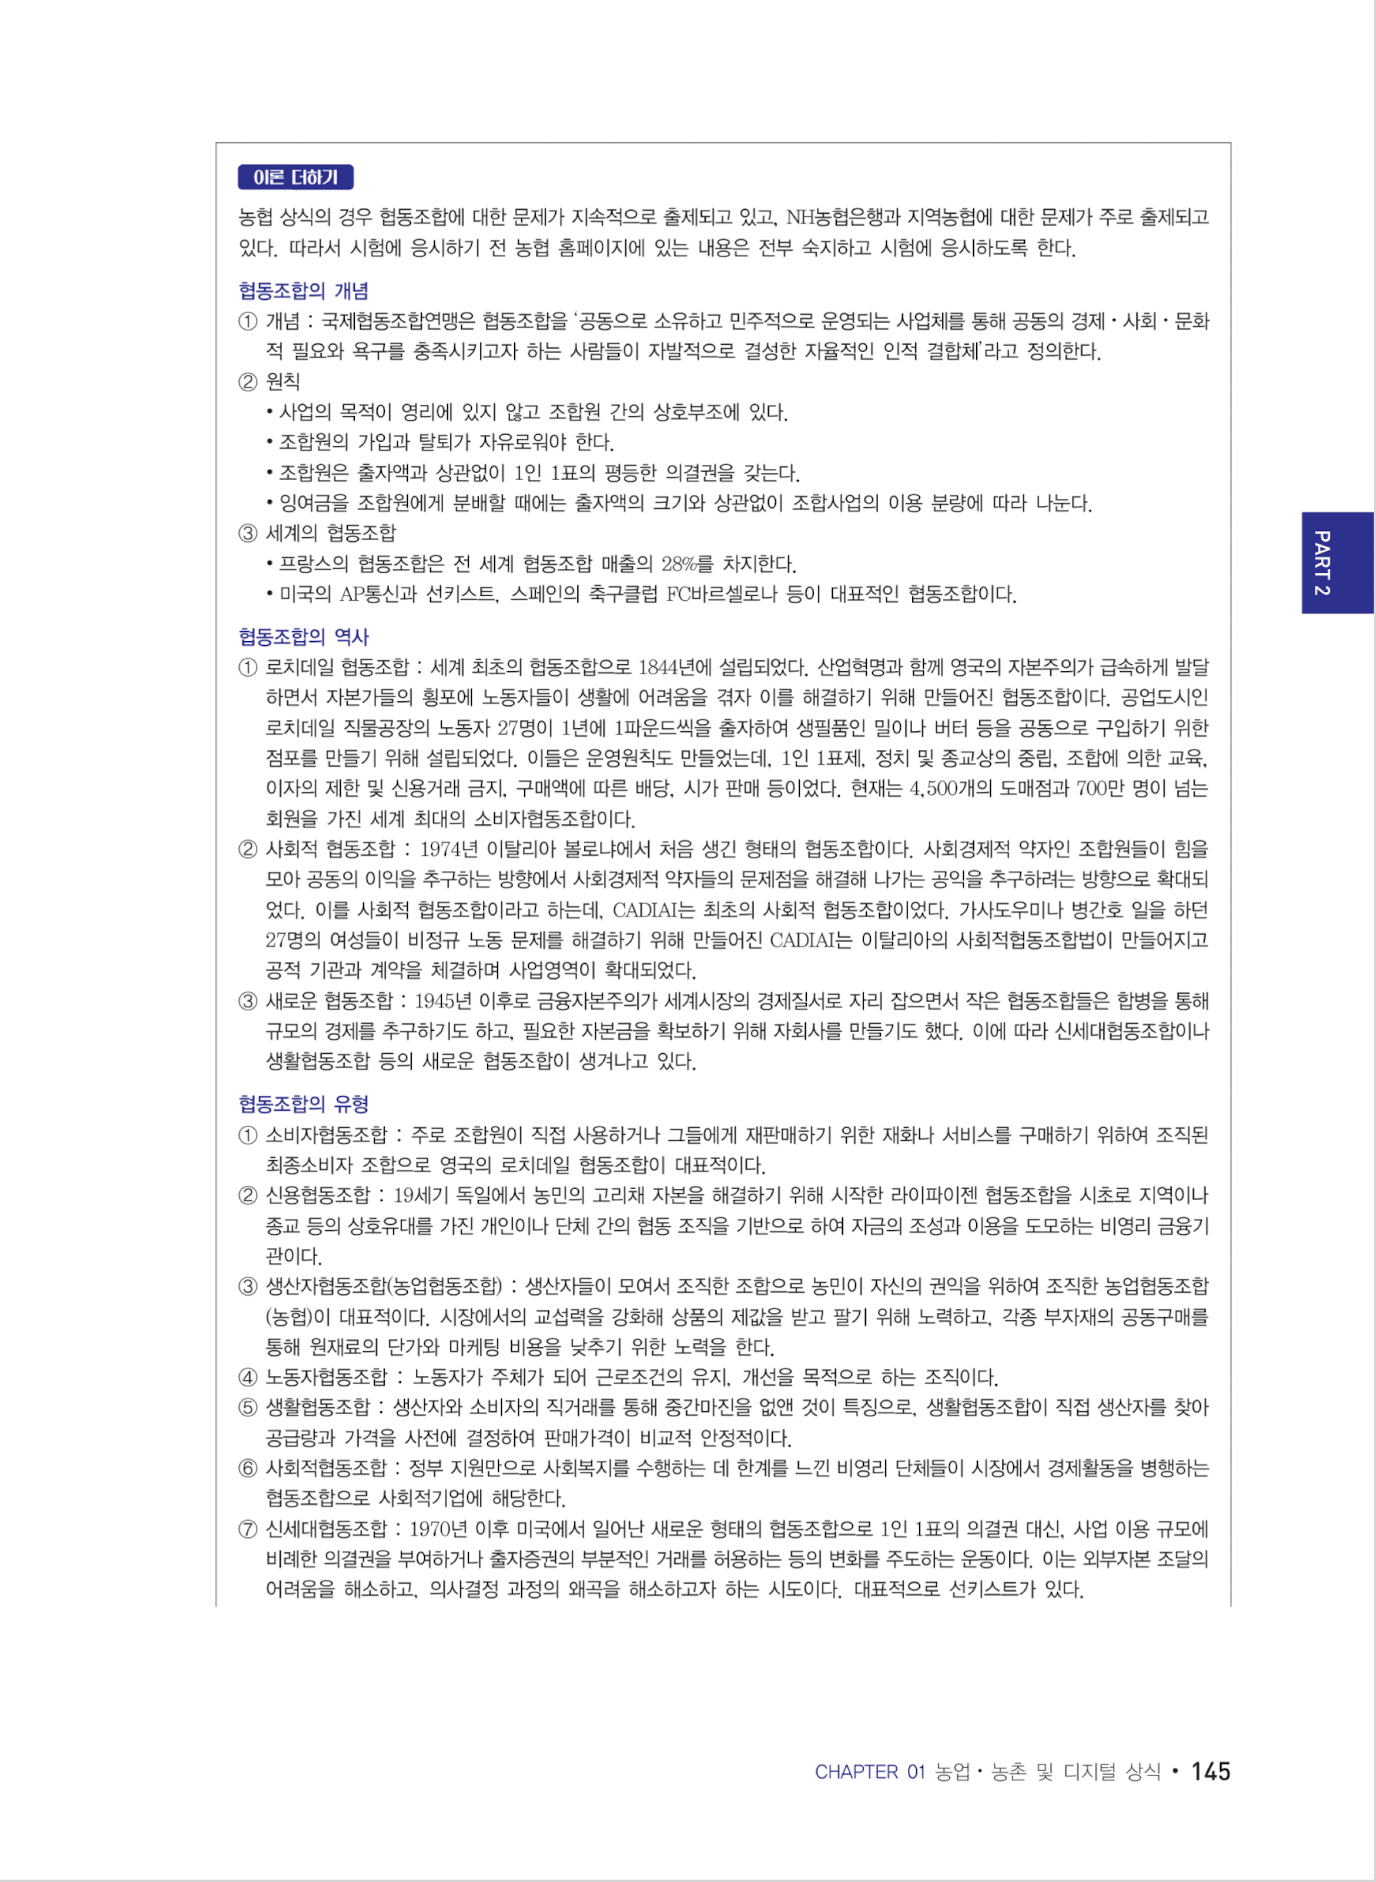 이론 더하기
농협 상식의 경우 협동조합에 대한 문제가 지속적으로 출제되고 있고, NH농협은행과 지역농협에 대한 문제가 주로 출제되고
있다. 따라서 시험에 응시하기 전 농협 홈페이지에 있는 내용은 전부 숙지하고 시험에 응시하도록 한다.
협동조합의 개념
① 개념 : 국제협동조합연맹은 협동조합을 ‘공동으로 소유하고 민주적으로 운영되는 사업체를 통해 공동의 경제・사회・문화
적 필요와 욕구를 충족시키고자 하는 사람들이 자발적으로 결성한 자율적인 인적 결합체’라고 정의한다.
② 원칙
• 사업의 목적이 영리에 있지 않고 조합원 간의 상호부조에 있다.
• 조합원의 가입과 탈퇴가 자유로워야 한다.
• 조합원은 출자액과 상관없이 1인 1표의 평등한 의결권을 갖는다.
• 잉여금을 조합원에게 분배할 때에는 출자액의 크기와 상관없이 조합사업의 이용 분량에 따라 나눈다.
③ 세계의 협동조합
• 프랑스의 협동조합은 전 세계 협동조합 매출의 28%를 차지한다.
• 미국의 AP통신과 선키스트, 스페인의 축구클럽 FC바르셀로나 등이 대표적인 협동조합이다.
PART 2
협동조합의 역사
① 로치데일 협동조합 : 세계 최초의 협동조합으로 1844년에 설립되었다. 산업혁명과 함께 영국의 자본주의가 급속하게 발달
하면서 자본가들의 횡포에 노동자들이 생활에 어려움을 겪자 이를 해결하기 위해 만들어진 협동조합이다. 공업도시인
로치데일 직물공장의 노동자 27명이 1년에 1파운드씩을 출자하여 생필품인 밀이나 버터 등을 공동으로 구입하기 위한
점포를 만들기 위해 설립되었다. 이들은 운영원칙도 만들었는데, 1인 1표제, 정치 및 종교상의 중립, 조합에 의한 교육,
이자의 제한 및 신용거래 금지, 구매액에 따른 배당, 시가 판매 등이었다. 현재는 4,500개의 도매점과 700만 명이 넘는
회원을 가진 세계 최대의 소비자협동조합이다.
② 사회적 협동조합 : 1974년 이탈리아 볼로냐에서 처음 생긴 형태의 협동조합이다. 사회경제적 약자인 조합원들이 힘을
모아 공동의 이익을 추구하는 방향에서 사회경제적 약자들의 문제점을 해결해 나가는 공익을 추구하려는 방향으로 확대되
었다. 이를 사회적 협동조합이라고 하는데, CADIAI는 최초의 사회적 협동조합이었다. 가사도우미나 병간호 일을 하던
27명의 여성들이 비정규 노동 문제를 해결하기 위해 만들어진 CADIAI는 이탈리아의 사회적협동조합법이 만들어지고
공적 기관과 계약을 체결하며 사업영역이 확대되었다.
③ 새로운 협동조합 : 1945년 이후로 금융자본주의가 세계시장의 경제질서로 자리 잡으면서 작은 협동조합들은 합병을 통해
규모의 경제를 추구하기도 하고, 필요한 자본금을 확보하기 위해 자회사를 만들기도 했다. 이에 따라 신세대협동조합이나
생활협동조합 등의 새로운 협동조합이 생겨나고 있다.
협동조합의 유형
① 소비자협동조합 : 주로 조합원이 직접 사용하거나 그들에게 재판매하기 위한 재화나 서비스를 구매하기 위하여 조직된
최종소비자 조합으로 영국의 로치데일 협동조합이 대표적이다.
② 신용협동조합 : 19세기 독일에서 농민의 고리채 자본을 해결하기 위해 시작한 라이파이젠 협동조합을 시초로 지역이나
종교 등의 상호유대를 가진 개인이나 단체 간의 협동 조직을 기반으로 하여 자금의 조성과 이용을 도모하는 비영리 금융기
관이다.
③ 생산자협동조합(농업협동조합) : 생산자들이 모여서 조직한 조합으로 농민이 자신의 권익을 위하여 조직한 농업협동조합
(농협)이 대표적이다. 시장에서의 교섭력을 강화해 상품의 제값을 받고 팔기 위해 노력하고, 각종 부자재의 공동구매를
통해 원재료의 단가와 마케팅 비용을 낮추기 위한 노력을 한다.
④ 노동자협동조합 : 노동자가 주체가 되어 근로조건의 유지, 개선을 목적으로 하는 조직이다.
⑤ 생활협동조합 : 생산자와 소비자의 직거래를 통해 중간마진을 없앤 것이 특징으로, 생활협동조합이 직접 생산자를 찾아
공급량과 가격을 사전에 결정하여 판매가격이 비교적 안정적이다.
⑥ 사회적협동조합 : 정부 지원만으로 사회복지를 수행하는 데 한계를 느낀 비영리 단체들이 시장에서 경제활동을 병행하는
협동조합으로 사회적기업에 해당한다.
⑦ 신세대협동조합 : 1970년 이후 미국에서 일어난 새로운 형태의 협동조합으로 1인 1표의 의결권 대신, 사업 이용 규모에
비례한 의결권을 부여하거나 출자증권의 부분적인 거래를 허용하는 등의 변화를 주도하는 운동이다. 이는 외부자본 조달의
어려움을 해소하고, 의사결정 과정의 왜곡을 해소하고자 하는 시도이다. 대표적으로 선키스트가 있다.
CHAPTER 01 농업・농촌 및 디지털 상식 • 145